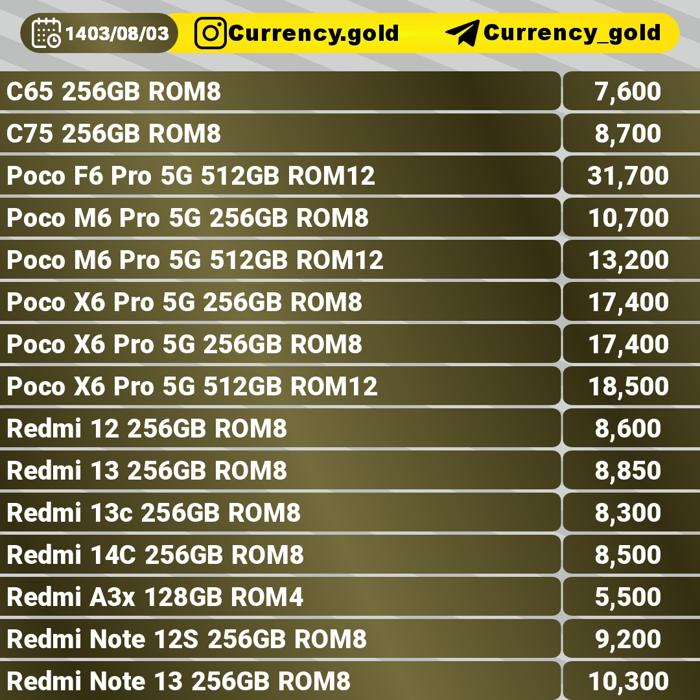 1403/08/03 Currency.gold Currency_gold
C65 256GB ROM8 7,600
C75 256GB ROM8 8,700
Poco F6 Pro 5G 512GB ROM12 31,700
Poco M6 Pro 5G 256GB ROM8 10,700
Poco M6 Pro 5G 512GB ROM12 13,200
Poco X6 Pro 5G 256GB ROM8 17,400
Poco X6 Pro 5G 256GB ROM8 17,400
Poco X6 Pro 5G 512GB ROM12 18,500
Redmi 12 256GB ROM8 8,600
Redmi 13 256GB ROM8 8,850
Redmi 13c 256GB ROM8 8,300
Redmi 14C 256GB ROM8 8,500
Redmi A3x 128GB ROM4 5,500
Redmi Note 12S 256GB ROM8 9,200
Redmi Note 13 256GB ROM8 10,300